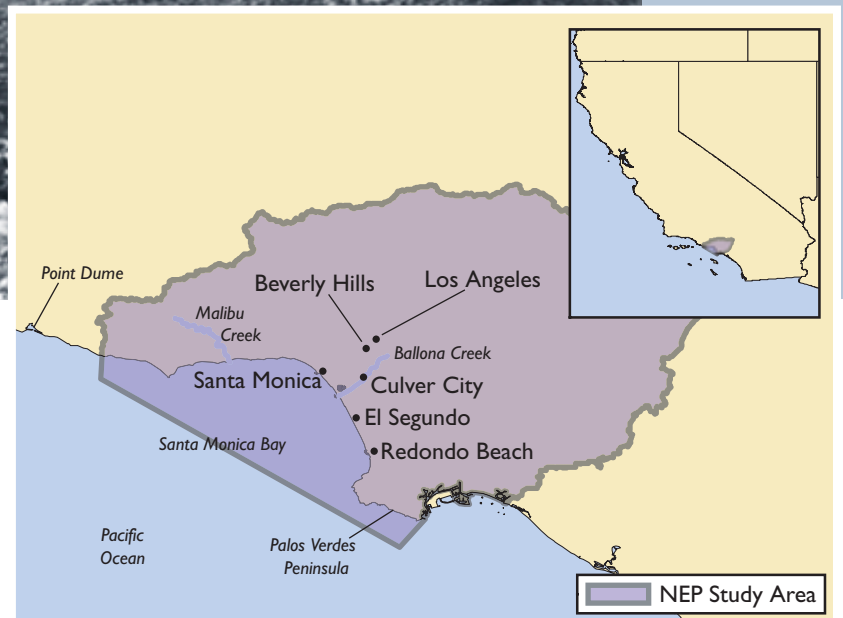 Point Dume
Beverly Hills
Los Angeles
Malibu
Creek
Ballona Creek
Santa Monica
Culver City
El Segundo
Santa Monica Bay
Redondo Beach
Pacific
Ocean
Palos Verdes
Peninsula
NEP Study Area